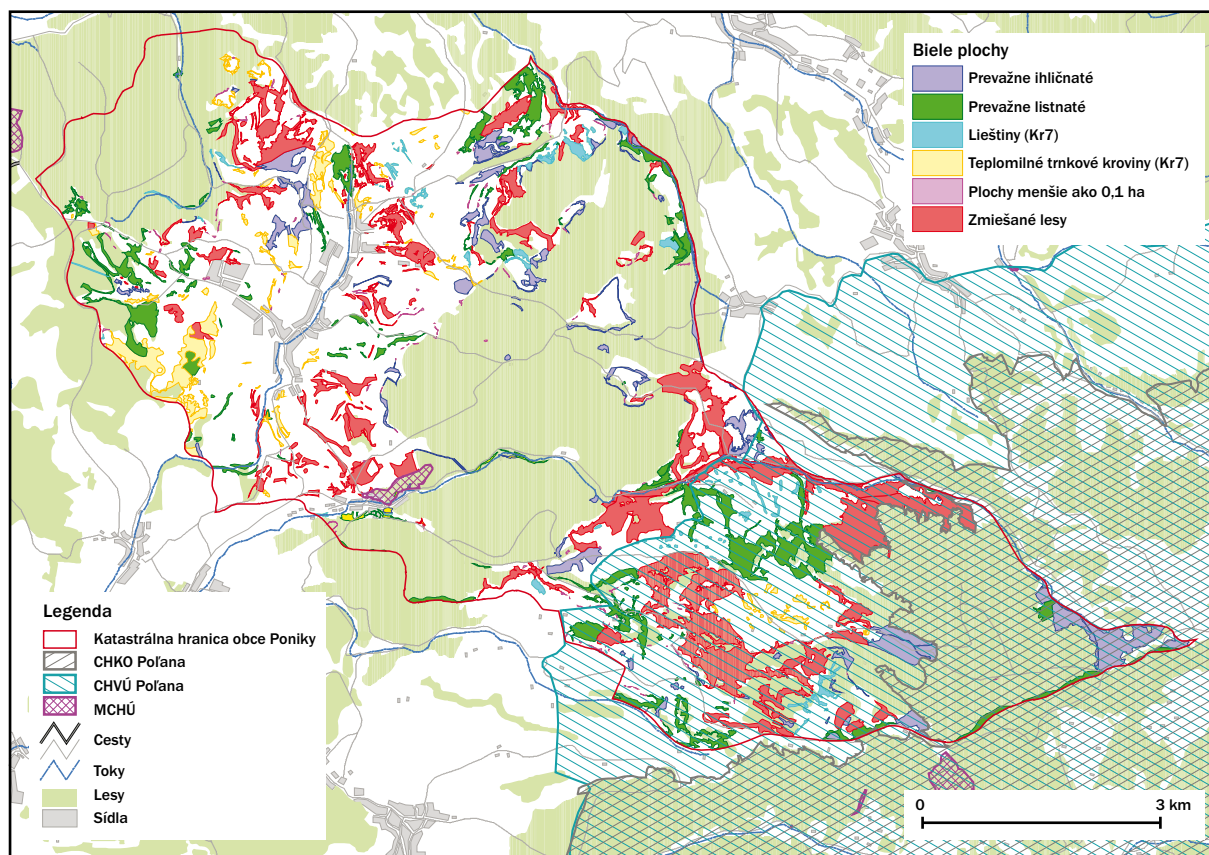 Biele plochy
Prevažne ihličnaté
Prevažne listnaté
Lieštiny (Kr7)
Teplomilné trnkové kroviny (Kr7)
Plochy menšie ako 0,1 ha
Zmiešané lesy
Legenda
Katastrálna hranica obce Poniky
CHKO Poľana
CHVÚ Poľana
MCHÚ
Cesty
Toky
Lesy
Sídla
0 3 km